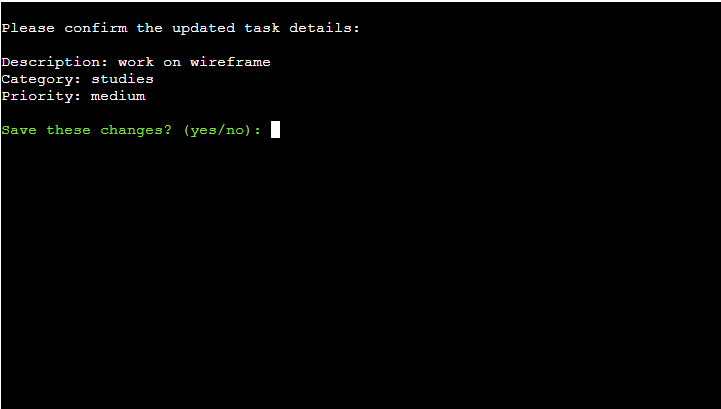 Please confirm the updated task details:
Description: work on wireframe
Category: studies
Priority: medium
Save these changes? (yes/no):